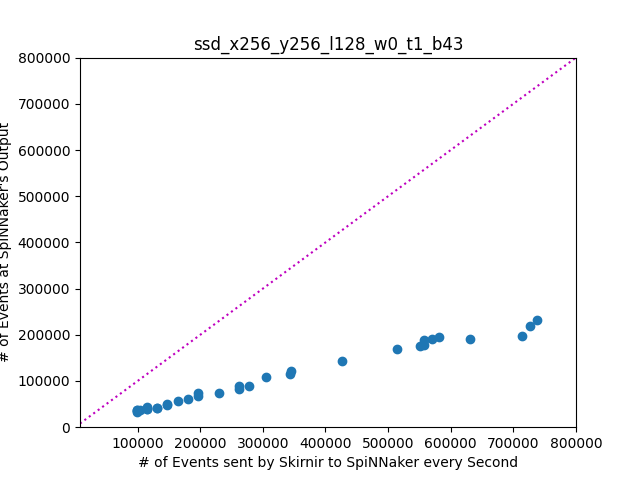 ssd_x256_y256_l128_w0_t1_b43
800000
700000
600000
500000
400000
300000
200000
100000
0
# of Events at SpiNNaker's Output
100000 200000 300000 400000 500000 600000 700000 800000
# of Events sent by Skirnir to SpiNNaker every Second